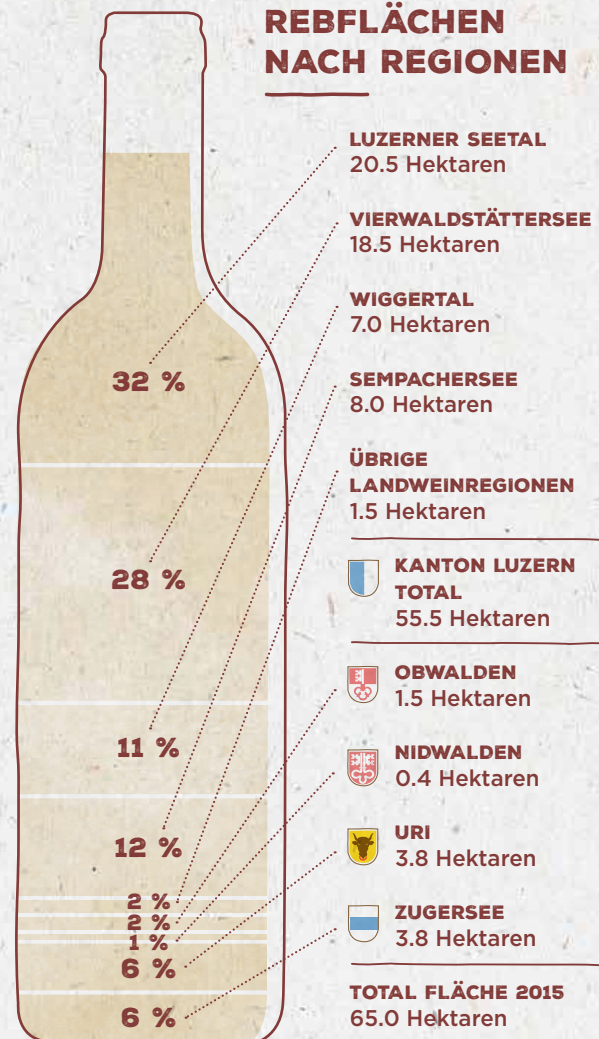 REBFLÄCHEN
NACH REGIONEN
LUZERNER SEETAL
20.5 Hektaren
VIERWALDSTÄTTERSEE
18.5 Hektaren
WIGGERTAL
7.0 Hektaren
SEMPACHERSEE
8.0 Hektaren
ÜBRIGE
LANDWEINREGIONEN
1.5 Hektaren
KANTON LUZERN
TOTAL
55.5 Hektaren
OBWALDEN
1.5 Hektaren
NIDWALDEN
0.4 Hektaren
URI
3.8 Hektaren
ZUGERSEE
3.8 Hektaren
TOTAL FLÄCHE 2015
65.0 Hektaren
32 %
28 %
11 %
12 %
2 %
2 %
1 %
6 %
6 %